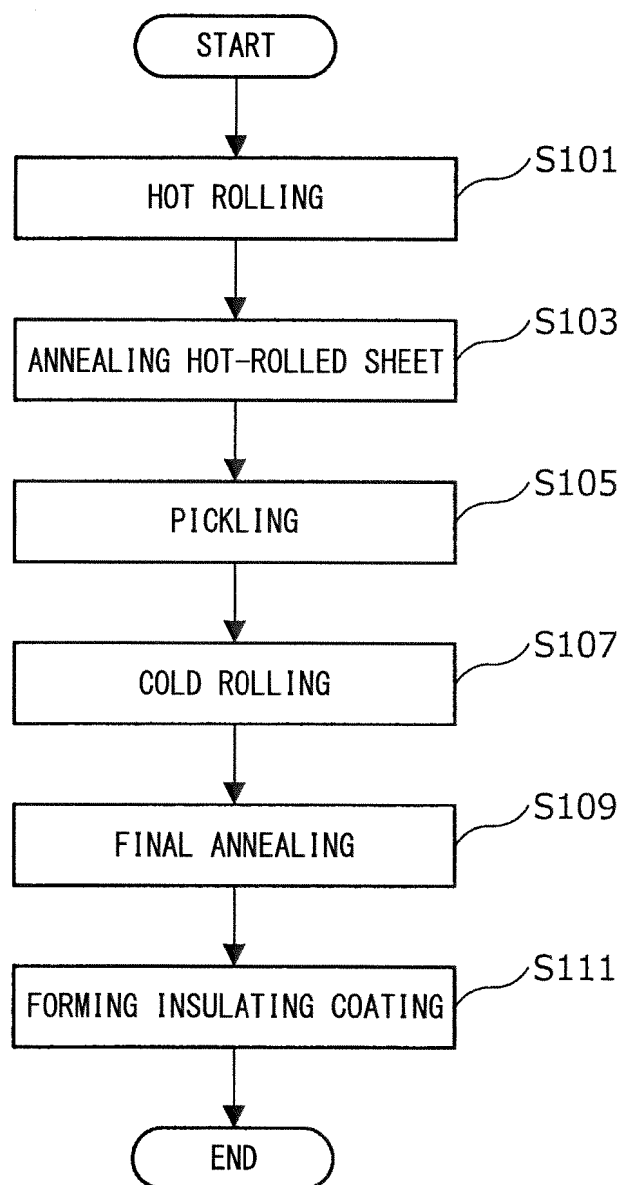 START
HOT ROLLING
S101
ANNEALING HOT-ROLLED SHEET
S103
PICKLING
S105
COLD ROLLING
S107
FINAL ANNEALING
S109
FORMING INSULATING COATING
S111
END